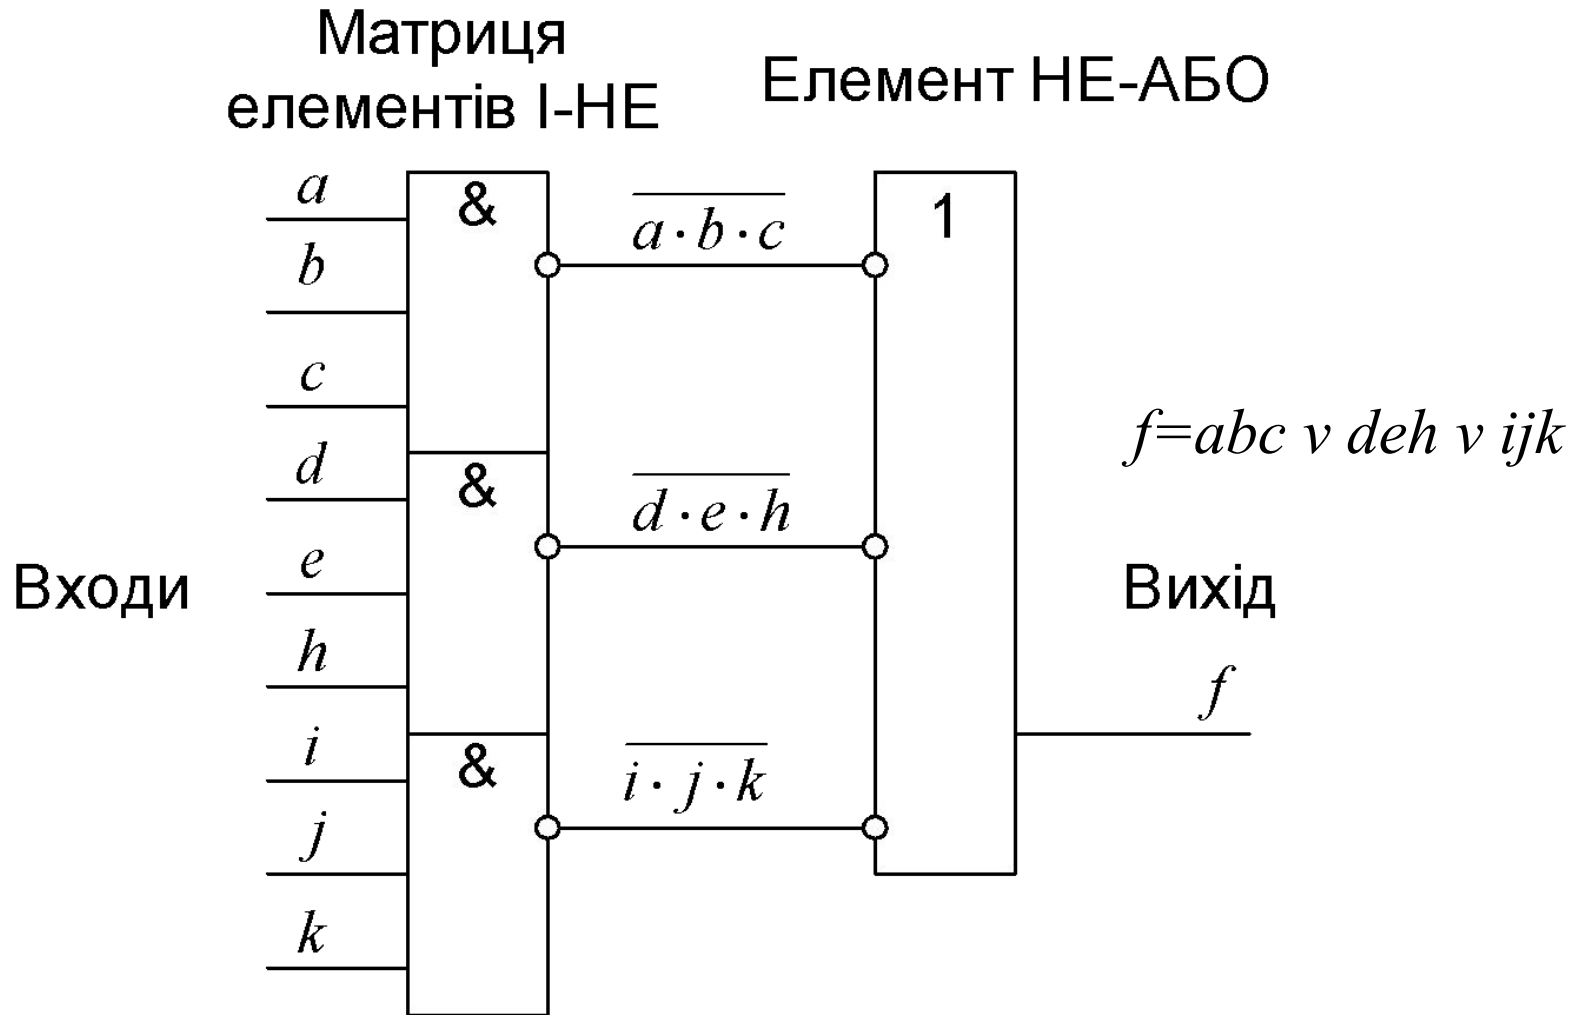 Матриця
елементів І-НЕ
Елемент НЕ-АБО
a
&
a · b · c
1
b
c
f=abc v deh v ijk
d
&
d · e · h
e
Входи
Вихід
h
f
i
&
i · j · k
j
k